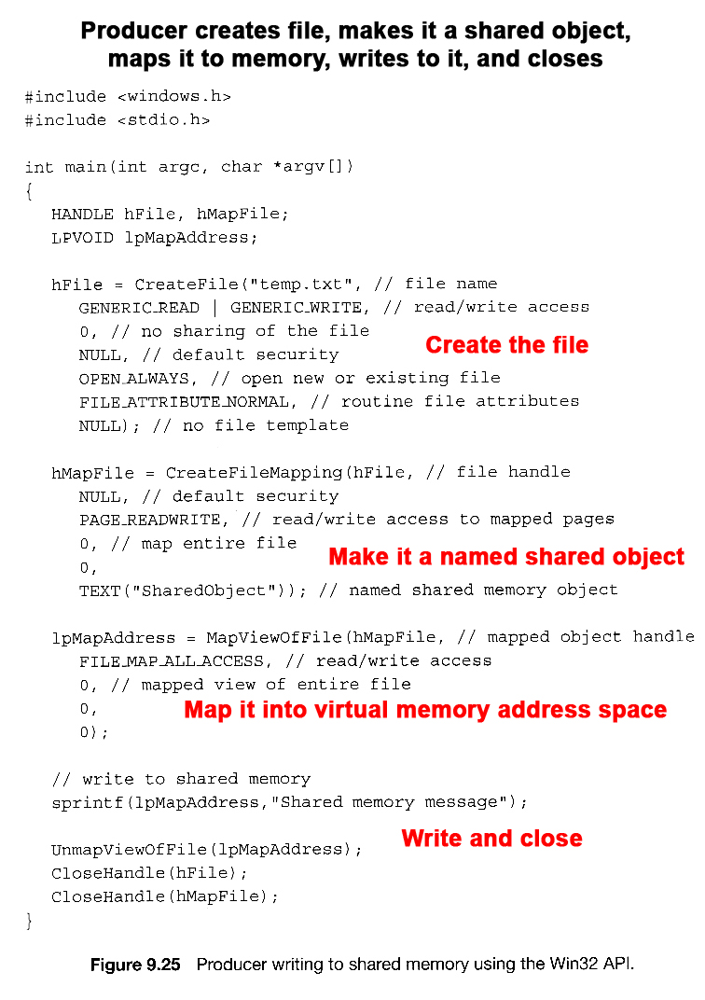 Producer creates file, makes it a shared object,
maps it to memory, writes to it, and closes
#include <windows.h>
#include <stdio.h>
int main(int argc, char *argv[])
{
HANDLE hFile, hMapFile;
LPVOID lpMapAddress;
hFile = CreateFile("temp.txt", // file name
GENERIC_READ | GENERIC_WRITE, // read/write access
0, // no sharing of the file
Create the file
NULL, // default security
OPEN_ALWAYS, // open new or existing file
FILE_ATTRIBUTE_NORMAL, // routine file attributes
NULL); // no file template
hMapFile = CreateFileMapping(hFile, // file handle
NULL, // default security
PAGE_READWRITE, // read/write access to mapped pages
0, // map entire file
Make it a named shared object
0,
TEXT("SharedObject")); // named shared memory object
lpMapAddress = MapViewOfFile(hMapFile, // mapped object handle
FILE_MAP_ALL_ACCESS, // read/write access
0, // mapped view of entire file
0,
Map it into virtual memory address space
0);
// write to shared memory
sprintf(lpMapAddress,"Shared memory message");
Write and close
UnmapViewOfFile(lpMapAddress);
CloseHandle(hFile);
CloseHandle(hMapFile);
}
Figure 9.25 Producer writing to shared memory using the Win32 API.